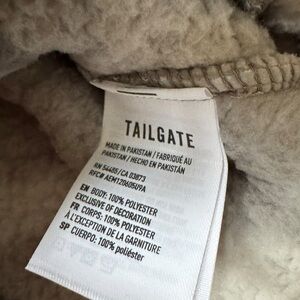 TAILGATE
MADE IN PAKISTAN / FABRIQUÉ AU
PAKISTAN / HECHO EN PAKISTÁN
RN 54485 / CA 03873
RFC# AEM120605U9A
EN BODY: 100% POLYESTER
EXCLUSIVE OF DECORATION
FR CORPS: 100% POLYESTER
À L'EXCEPTION DE LA GARNITURE
SP CUERPO: 100% poliéster